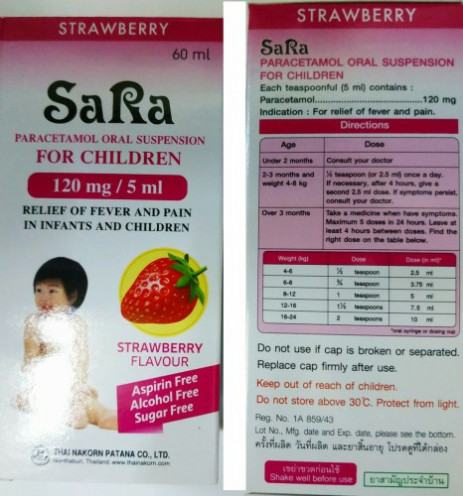 STRAWBERRY
60 ml
SaRa
PARACETAMOL ORAL SUSPENSION
FOR CHILDREN
120 mg / 5 ml
RELIEF OF FEVER AND PAIN
IN INFANTS AND CHILDREN
STRAWBERRY
FLAVOUR
Aspirin Free
Alcohol Free
Sugar Free
THAI NAKORN PATANA CO., LTD.
Nonthaburi, Thailand. www.thainakorn.com
STRAWBERRY
SaRa
PARACETAMOL ORAL SUSPENSION
FOR CHILDREN
Each teaspoonful (5 ml) contains :
Paracetamol..................................120 mg
Indication : For relief of fever and pain.
Directions
Age Dose
Under 2 months Consult your doctor
2-3 months and ½ teaspoon (or 2.5 ml) once a day.
weight 4-6 kg If necessary, after 4 hours, give a
second 2.5 ml dose. If symptoms persist,
consult your doctor.
Over 3 months Take a medicine when have symptoms.
Maximum 5 doses in 24 hours. Leave at
least 4 hours between doses. Find the
right dose on the table below.
Weight (kg) Dose Dose (in ml)*
4-6 ½ teaspoon 2.5 ml
6-8 ¾ teaspoon 3.75 ml
8-12 1 teaspoon 5 ml
12-16 1½ teaspoons 7.5 ml
16-24 2 teaspoon 10 ml
*oral syringe or dosing
Do not use if cap is broken or separated.
Replace cap firmly after use.
Keep out of reach of children.
Do not store above 30°C. Protect from light.
Reg. No. 1A 859/43
Lot No., Mfg. date and Exp. date, please see the bottom.
ครั้งที่ผลิต วันที่ผลิต และยาสิ้นอายุ โปรดดูที่ใต้กล่อง
เขย่าขวดก่อนใช้
Shake well before use
ยาสามัญประจำบ้าน